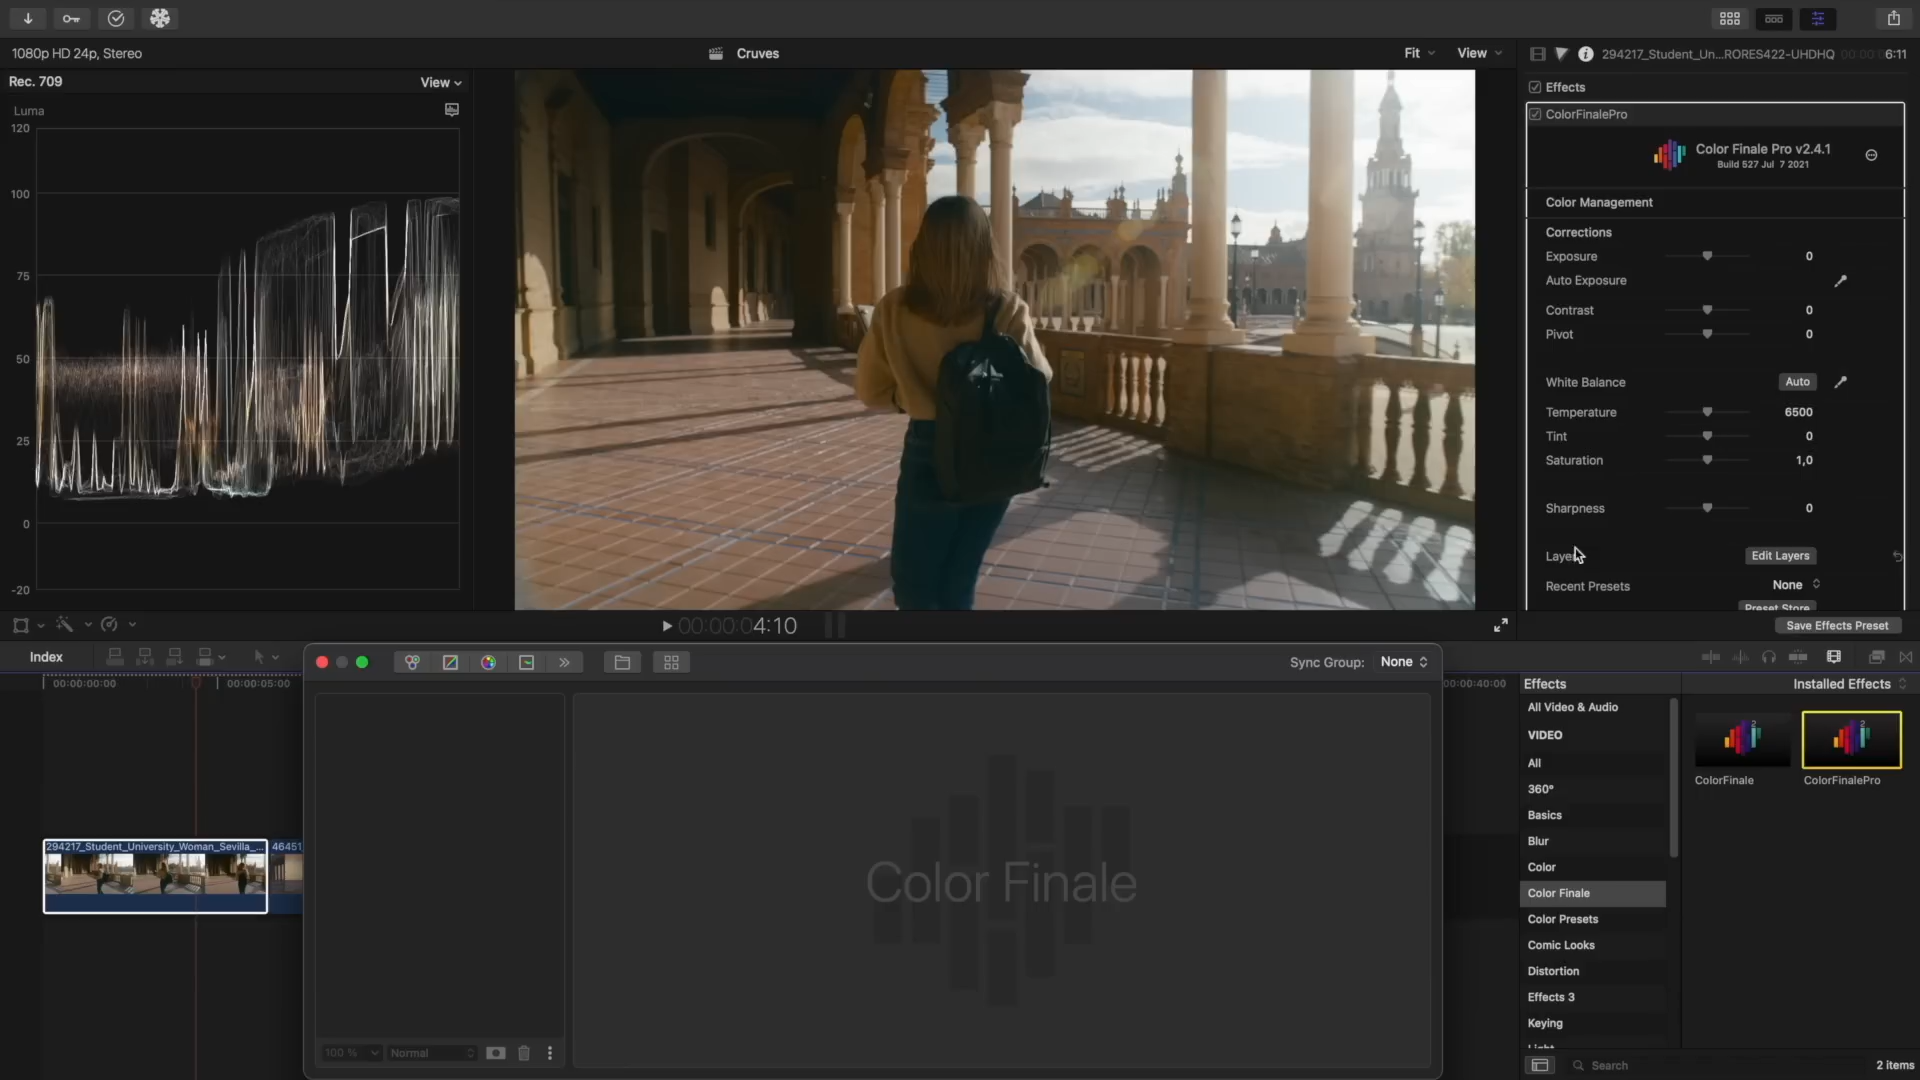 1080p HD 24p, Stereo
Cruves
Fit
View
294217_Student_Un...RORES422-UHDHQ
6:11
Rec. 709
View
Luma
120
100
75
50
25
0
-20
Effects
ColorFinalePro
Color Finale Pro v2.4.1
Build 527 Jul 7 2021
Color Management
Corrections
Exposure
0
Auto Exposure
Contrast
0
Pivot
0
White Balance
Auto
Temperature
6500
Tint
0
Saturation
1,0
Sharpness
0
Edit Layers
Recent Presets
None
Preset Store
Save Effects Preset
00:00:04:10
Index
00:00:00:00
00:00:05:00
Sync Group:
None
00:00:40:00
294217_Student_University_Woman_Sevilla_...
46451
Color Finale
100 %
Normal
Effects
Installed Effects
All Video & Audio
VIDEO
All
360°
Basics
Blur
Color
Color Finale
Color Presets
Comic Looks
Distortion
Effects 3
Keying
Light
2
ColorFinale
2
ColorFinalePro
Search
2 items